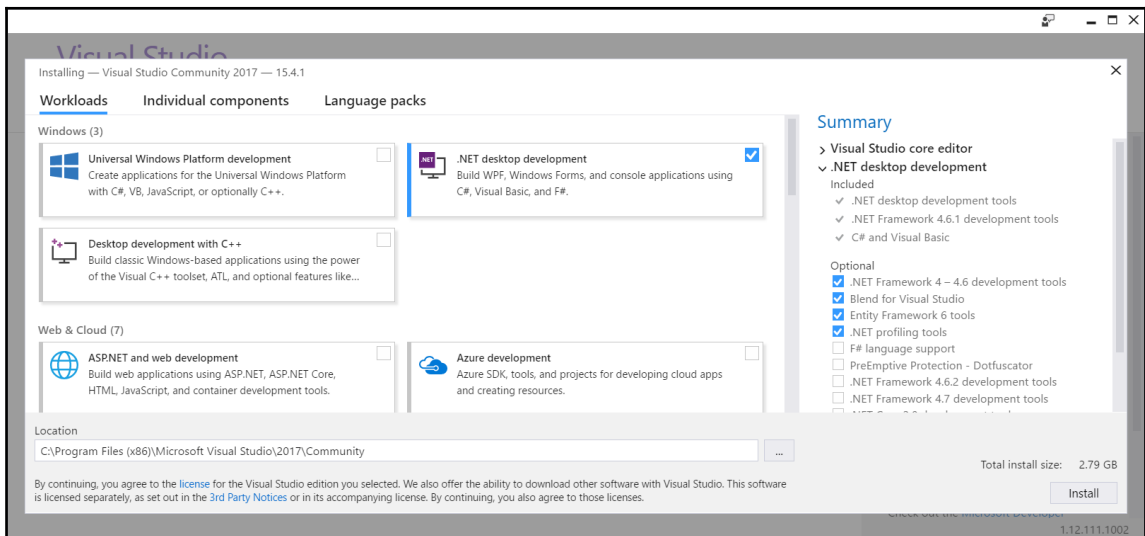 Visual Studio
Installing — Visual Studio Community 2017 — 15.4.1
Workloads
Individual components
Language packs
Windows (3)
Universal Windows Platform development
Create applications for the Universal Windows Platform
with C#, VB, JavaScript, or optionally C++.
.NET
.NET desktop development
Build WPF, Windows Forms, and console applications using
C#, Visual Basic, and F#.
Desktop development with C++
Build classic Windows-based applications using the power
of the Visual C++ toolset, ATL, and optional features like...
Web & Cloud (7)
ASP.NET and web development
Build web applications using ASP.NET, ASP.NET Core,
HTML, JavaScript, and container development tools.
Azure development
Azure SDK, tools, and projects for developing cloud apps
and creating resources.
Summary
Visual Studio core editor
.NET desktop development
Included
.NET desktop development tools
.NET Framework 4.6.1 development tools
C# and Visual Basic
Optional
.NET Framework 4 – 4.6 development tools
Blend for Visual Studio
Entity Framework 6 tools
.NET profiling tools
F# language support
PreEmptive Protection - Dotfuscator
.NET Framework 4.6.2 development tools
.NET Framework 4.7 development tools
Location
C:\Program Files (x86)\Microsoft Visual Studio\2017\Community
...
By continuing, you agree to the license for the Visual Studio edition you selected. We also offer the ability to download other software with Visual Studio. This software
is licensed separately, as set out in the 3rd Party Notices or in its accompanying license. By continuing, you also agree to those licenses.
Total install size: 2.79 GB
Install
Check out the Microsoft Developer
1.12.111.1002